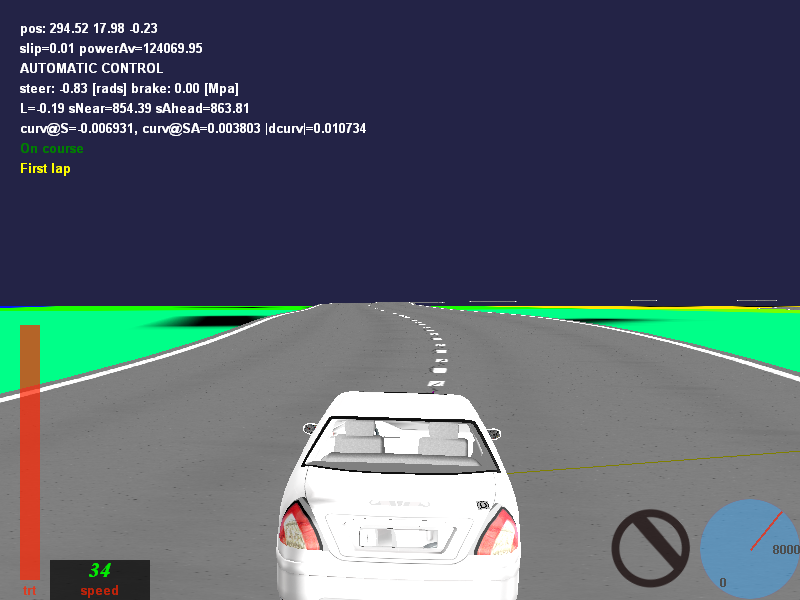 pos: 294.52 17.98 -0.23
slip=0.01 powerAv=124069.95
AUTOMATIC CONTROL
steer: -0.83 [rads] brake: 0.00 [Mpa]
L=-0.19 sNear=854.39 sAhead=863.81
curv@S=-0.006931, curv@SA=0.003803 |dcurv|=0.010734
On course
First lap
8000
0
34
trt speed